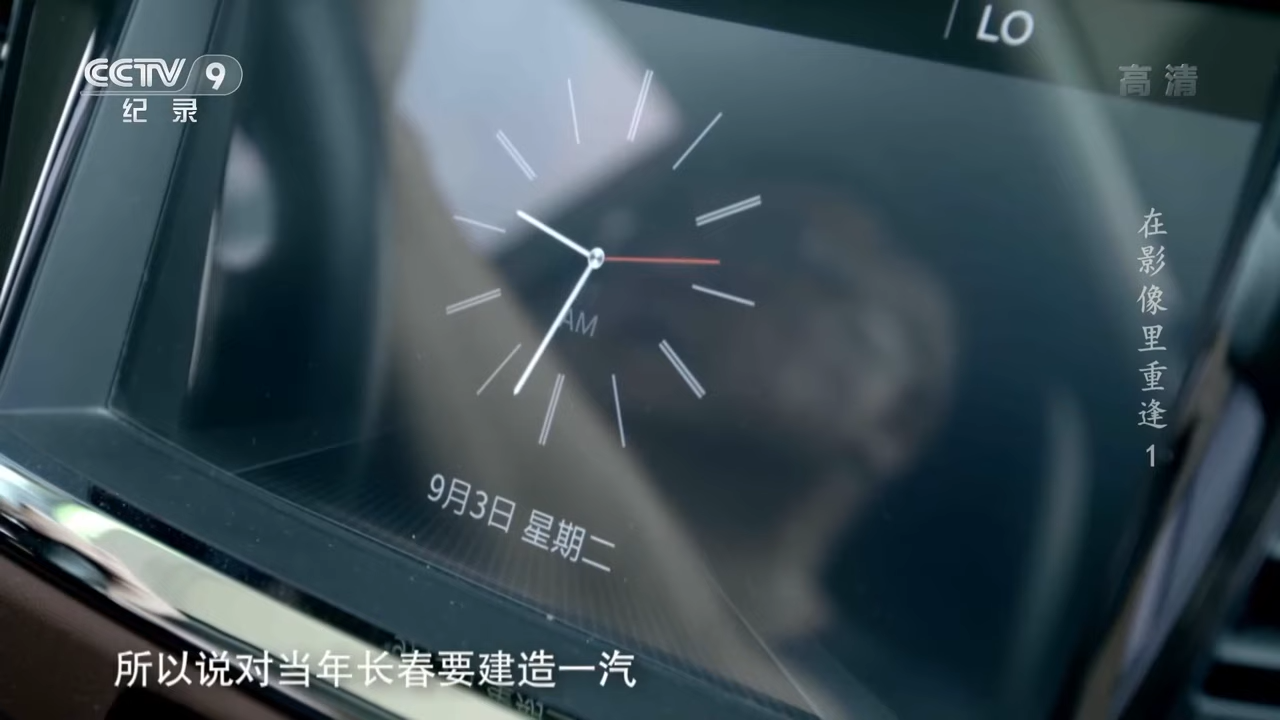 LO
CCTV 9
纪录
高清
在影像里重逢 1
AM
9月3日 星期二
所以说对当年长春要建造一汽